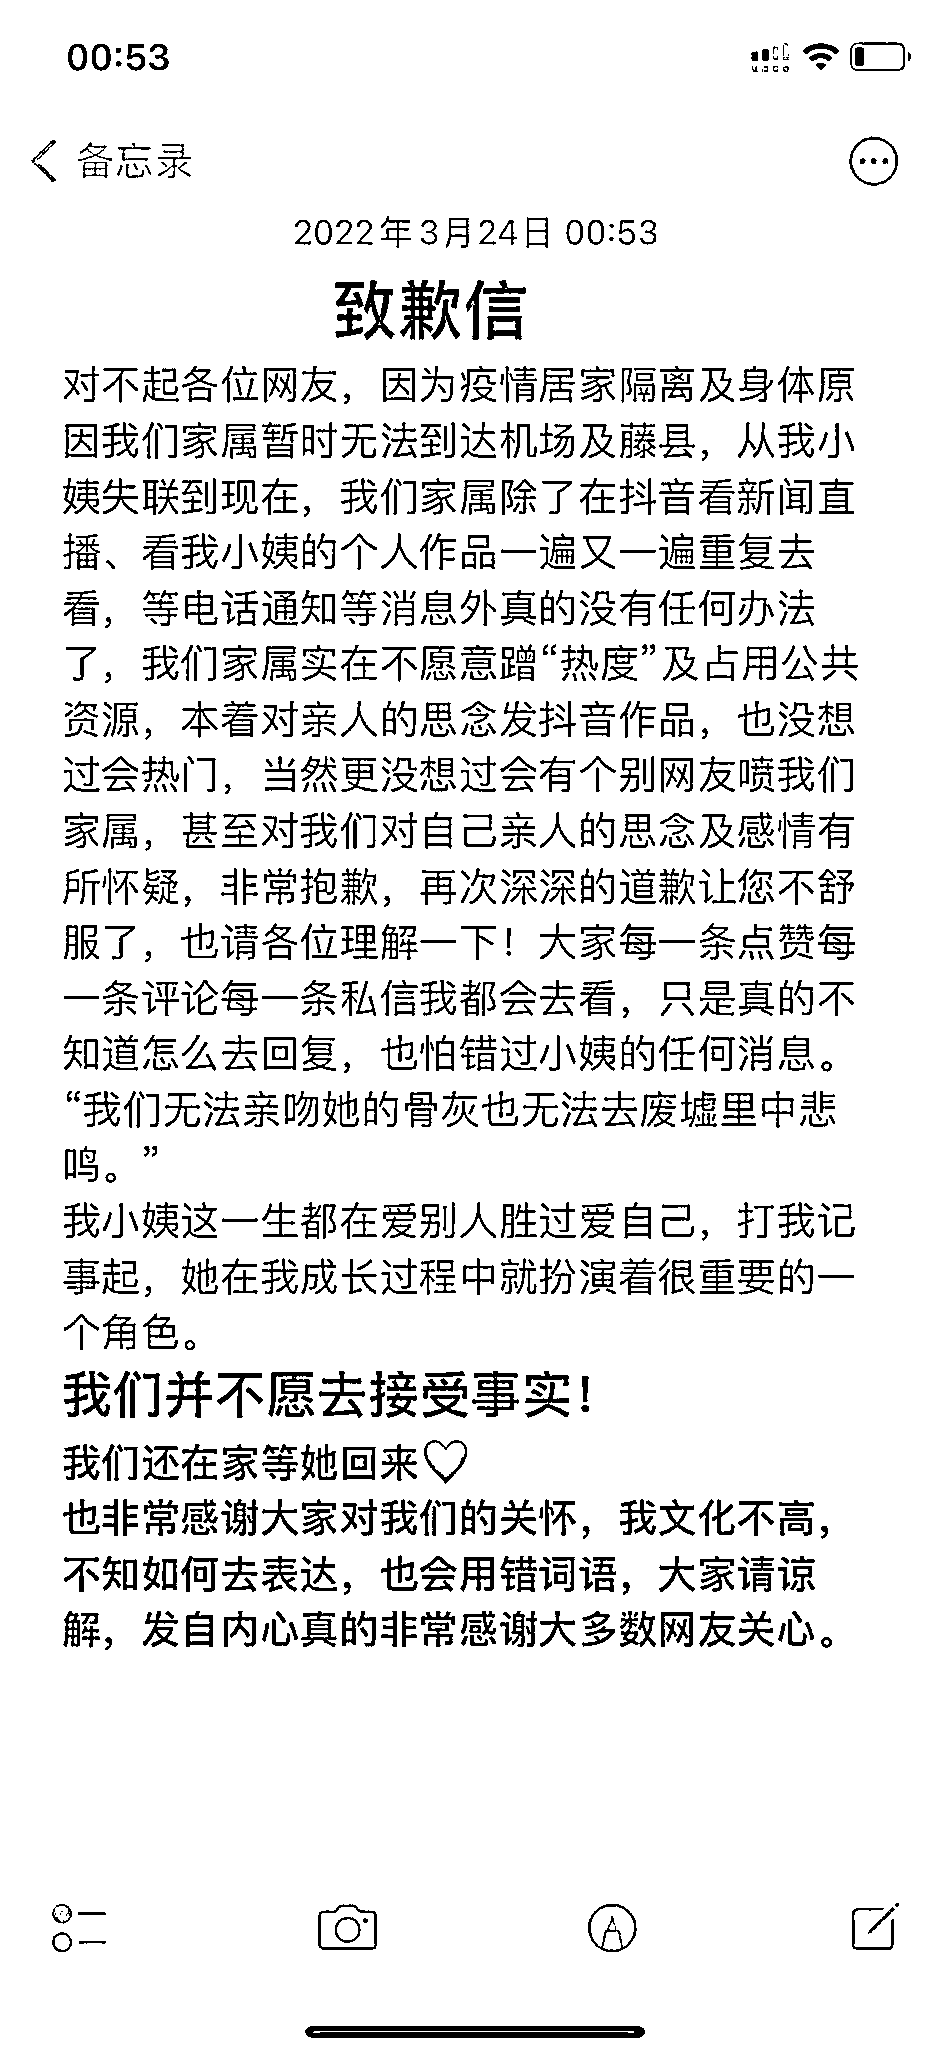 00:53
备忘录
2022年3月24日 00:53
致歉信
对不起各位网友，因为疫情居家隔离及身体原
因我们家属暂时无法到达机场及藤县，从我小
姨失联到现在，我们家属除了在抖音看新闻直
播、看我小姨的个人作品一遍又一遍重复去
看，等电话通知等消息外真的没有任何办法
了，我们家属实在不愿意蹭“热度”及占用公共
资源，本着对亲人的思念发抖音作品，也没想
过会热门，当然更没想过会有个别网友喷我们
家属，甚至对我们对自己亲人的思念及感情有
所怀疑，非常抱歉，再次深深的道歉让您不舒
服了，也请各位理解一下！大家每一条点赞每
一条评论每一条私信我都会去看，只是真的不
知道怎么去回复，也怕错过小姨的任何消息。
“我们无法亲吻她的骨灰也无法去废墟里中悲
鸣。”
我小姨这一生都在爱别人胜过爱自己，打我记
事起，她在我成长过程中就扮演着很重要的一
个角色。
我们并不愿去接受事实！
我们还在家等她回来♡
也非常感谢大家对我们的关怀，我文化不高，
不知如何去表达，也会用错词语，大家请谅
解，发自内心真的非常感谢大多数网友关心。